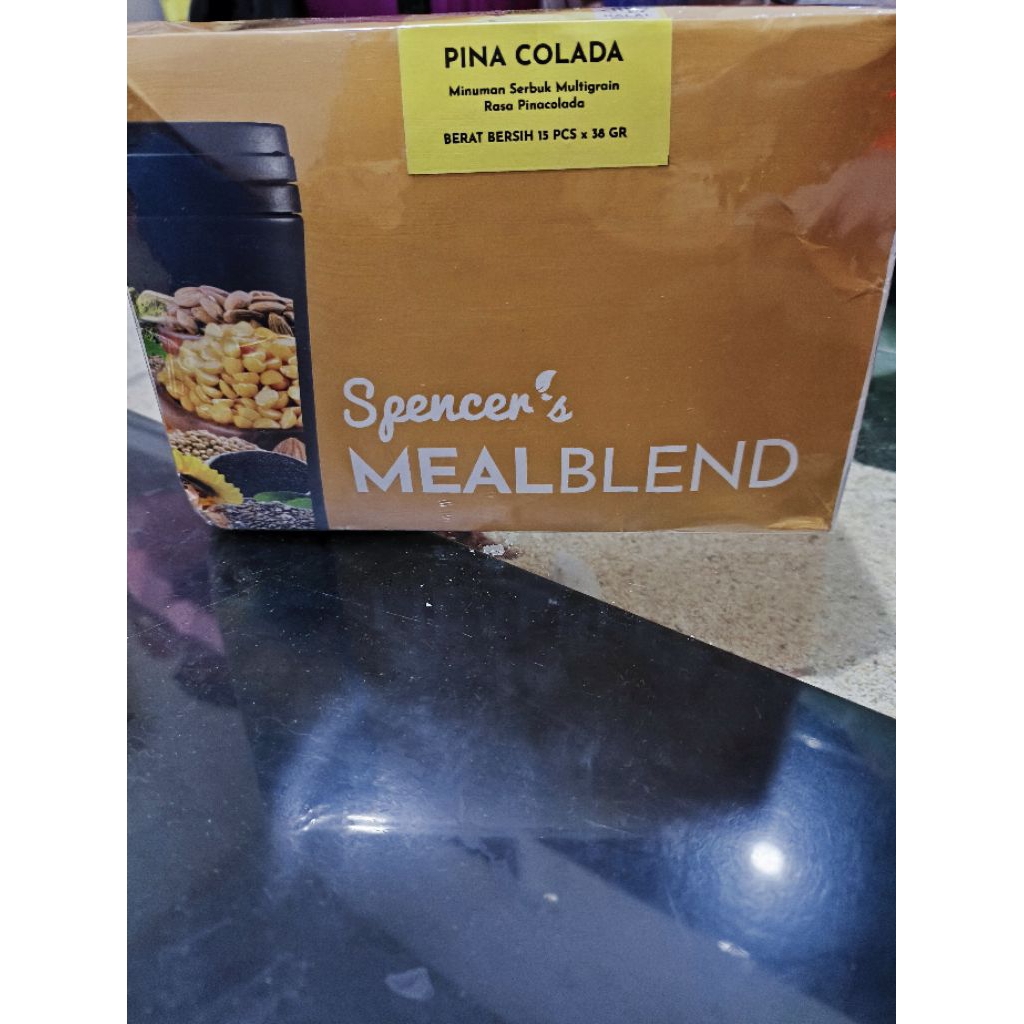 PINA COLADA
Minuman Serbuk Multigrain
Rasa Pinacolada
BERAT BERSIH 15 PCS x 38 GR
Spencer's
MEALBLEND